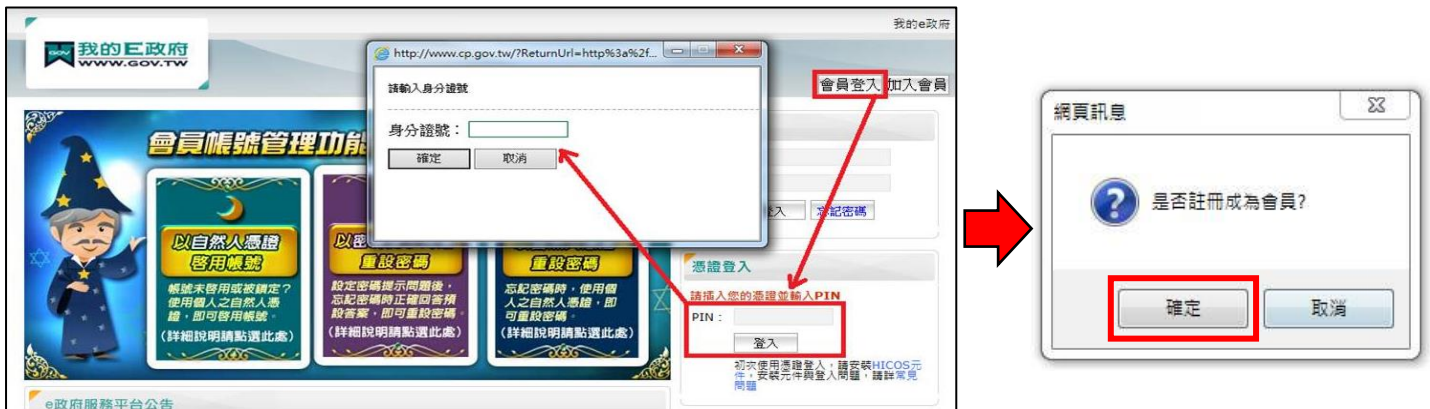 我的e政府
我的E政府
WWW.GOV.TW
會員登入 加入會員
http://www.cp.gov.tw/?ReturnUrl=http%3a%2f...
請輸入身分證號
身分證號：
確定 取消
會員帳號管理功能
以自然人憑證
啓用帳號
帳號未啓用或被鎖定？
使用個人之自然人憑
證，即可啓用帳號。
(詳細說明請點選此處)
以密
重設密碼
設定密碼提示問題後，
忘記密碼時正確回答預
設答案，即可重設密碼。
(詳細說明請點選此處)
重設密碼
忘記密碼時，使用個
人之自然人憑證，即
可重設密碼。
(詳細說明請點選此處)
登入 忘記密碼
憑證登入
請插入您的憑證並輸入PIN
PIN：
登入
初次使用憑證登入，請安裝HICOS元
件，安裝元件與登入問題，請詳常見
問題
e政府服務平台公告
網頁訊息
是否註冊成為會員?
確定 取消